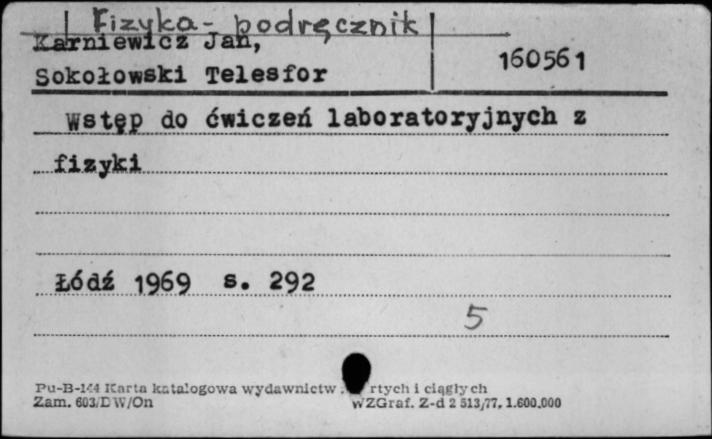 Fizyka - podręcznik
Karniewicz Jan,
Sokołowski Telesfor
160561
Wstęp do ćwiczeń laboratoryjnych z
fizyki
Łódź 1969 s. 292
5
Pu-B-144 Karta katalogowa wydawnictw rtych i ciągłych
Zam. 603/DW/On WZGraf. Z-d 2 513/77, 1.600.000